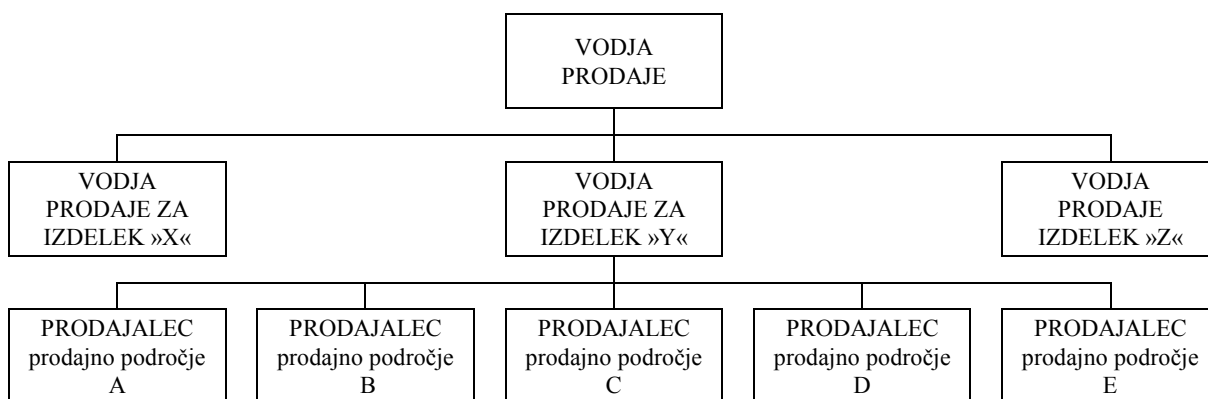 VODJA
PRODAJE
VODJA
PRODAJE ZA
IZDELEK »X«
VODJA
PRODAJE ZA
IZDELEK »Y«
VODJA
PRODAJE
IZDELEK »Z«
PRODAJALEC
prodajno področje
A
PRODAJALEC
prodajno področje
B
PRODAJALEC
prodajno področje
C
PRODAJALEC
prodajno področje
D
PRODAJALEC
prodajno področje
E